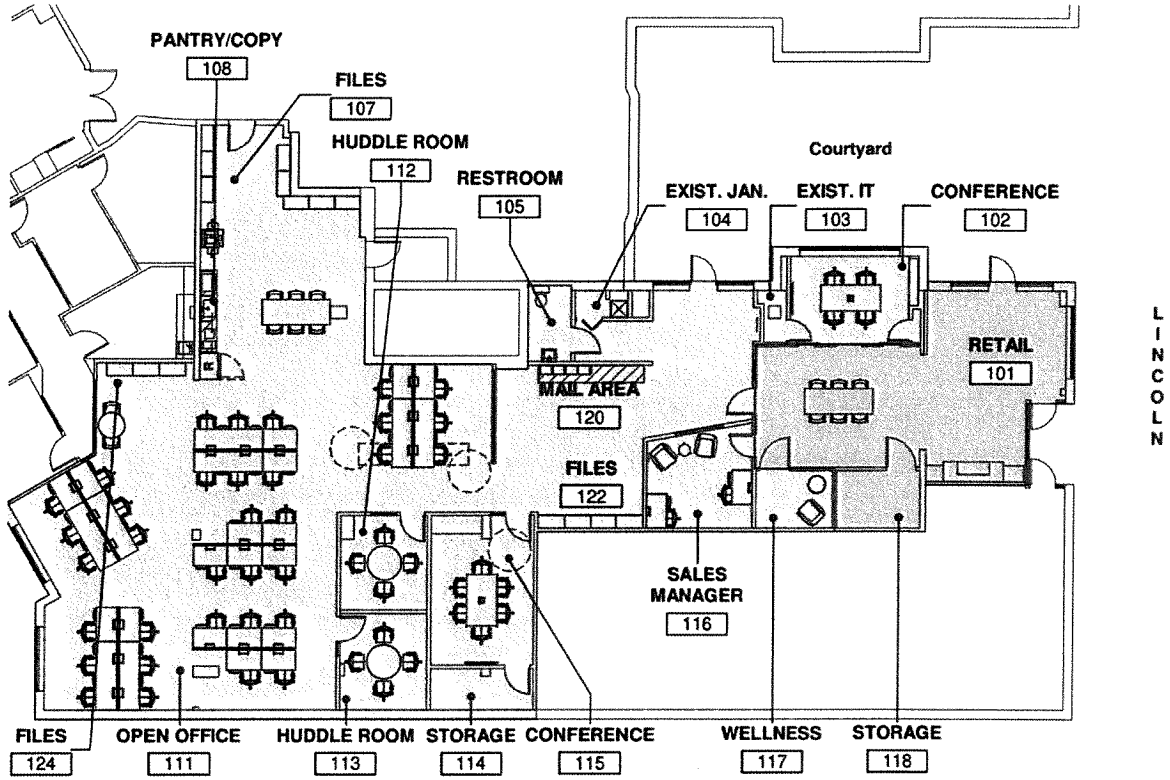 PANTRY/COPY
108
FILES
107
HUDDLE ROOM
112
RESTROOM
105
Courtyard
EXIST. JAN.
104
EXIST. IT
103
CONFERENCE
102
RETAIL
101
LINCOLN
MAIL AREA
120
FILES
122
R
SALES
MANAGER
116
FILES
124
OPEN OFFICE
111
HUDDLE ROOM
113
STORAGE
114
CONFERENCE
115
WELLNESS
117
STORAGE
118